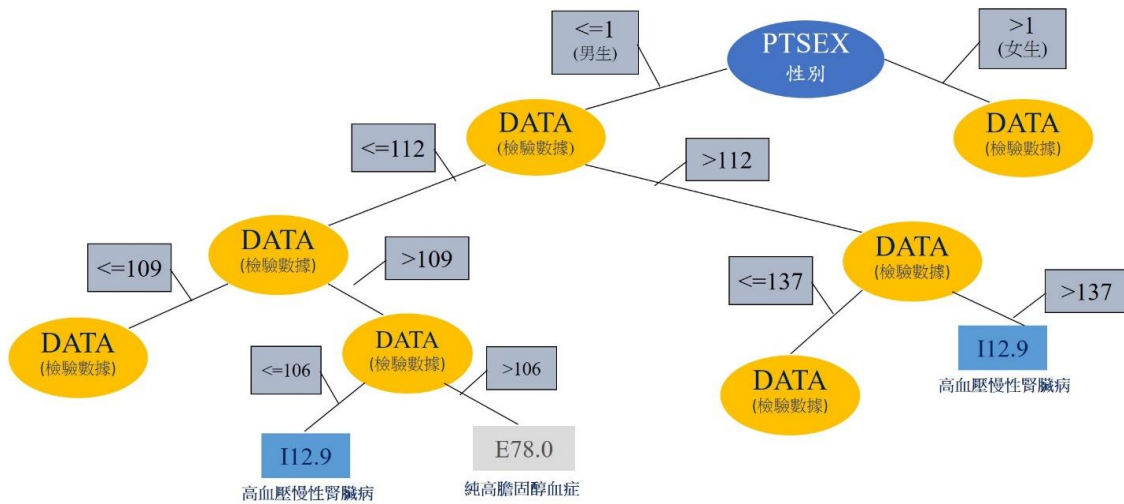 <=1
(男生)
PTSEX
性別
>1
(女生)
DATA
(檢驗數據)
DATA
(檢驗數據)
<=112
>112
DATA
(檢驗數據)
DATA
(檢驗數據)
<=109
>109
<=137
>137
DATA
(檢驗數據)
DATA
(檢驗數據)
I12.9
高血壓慢性腎臟病
<=106
>106
DATA
(檢驗數據)
I12.9
高血壓慢性腎臟病
E78.0
純高膽固醇血症